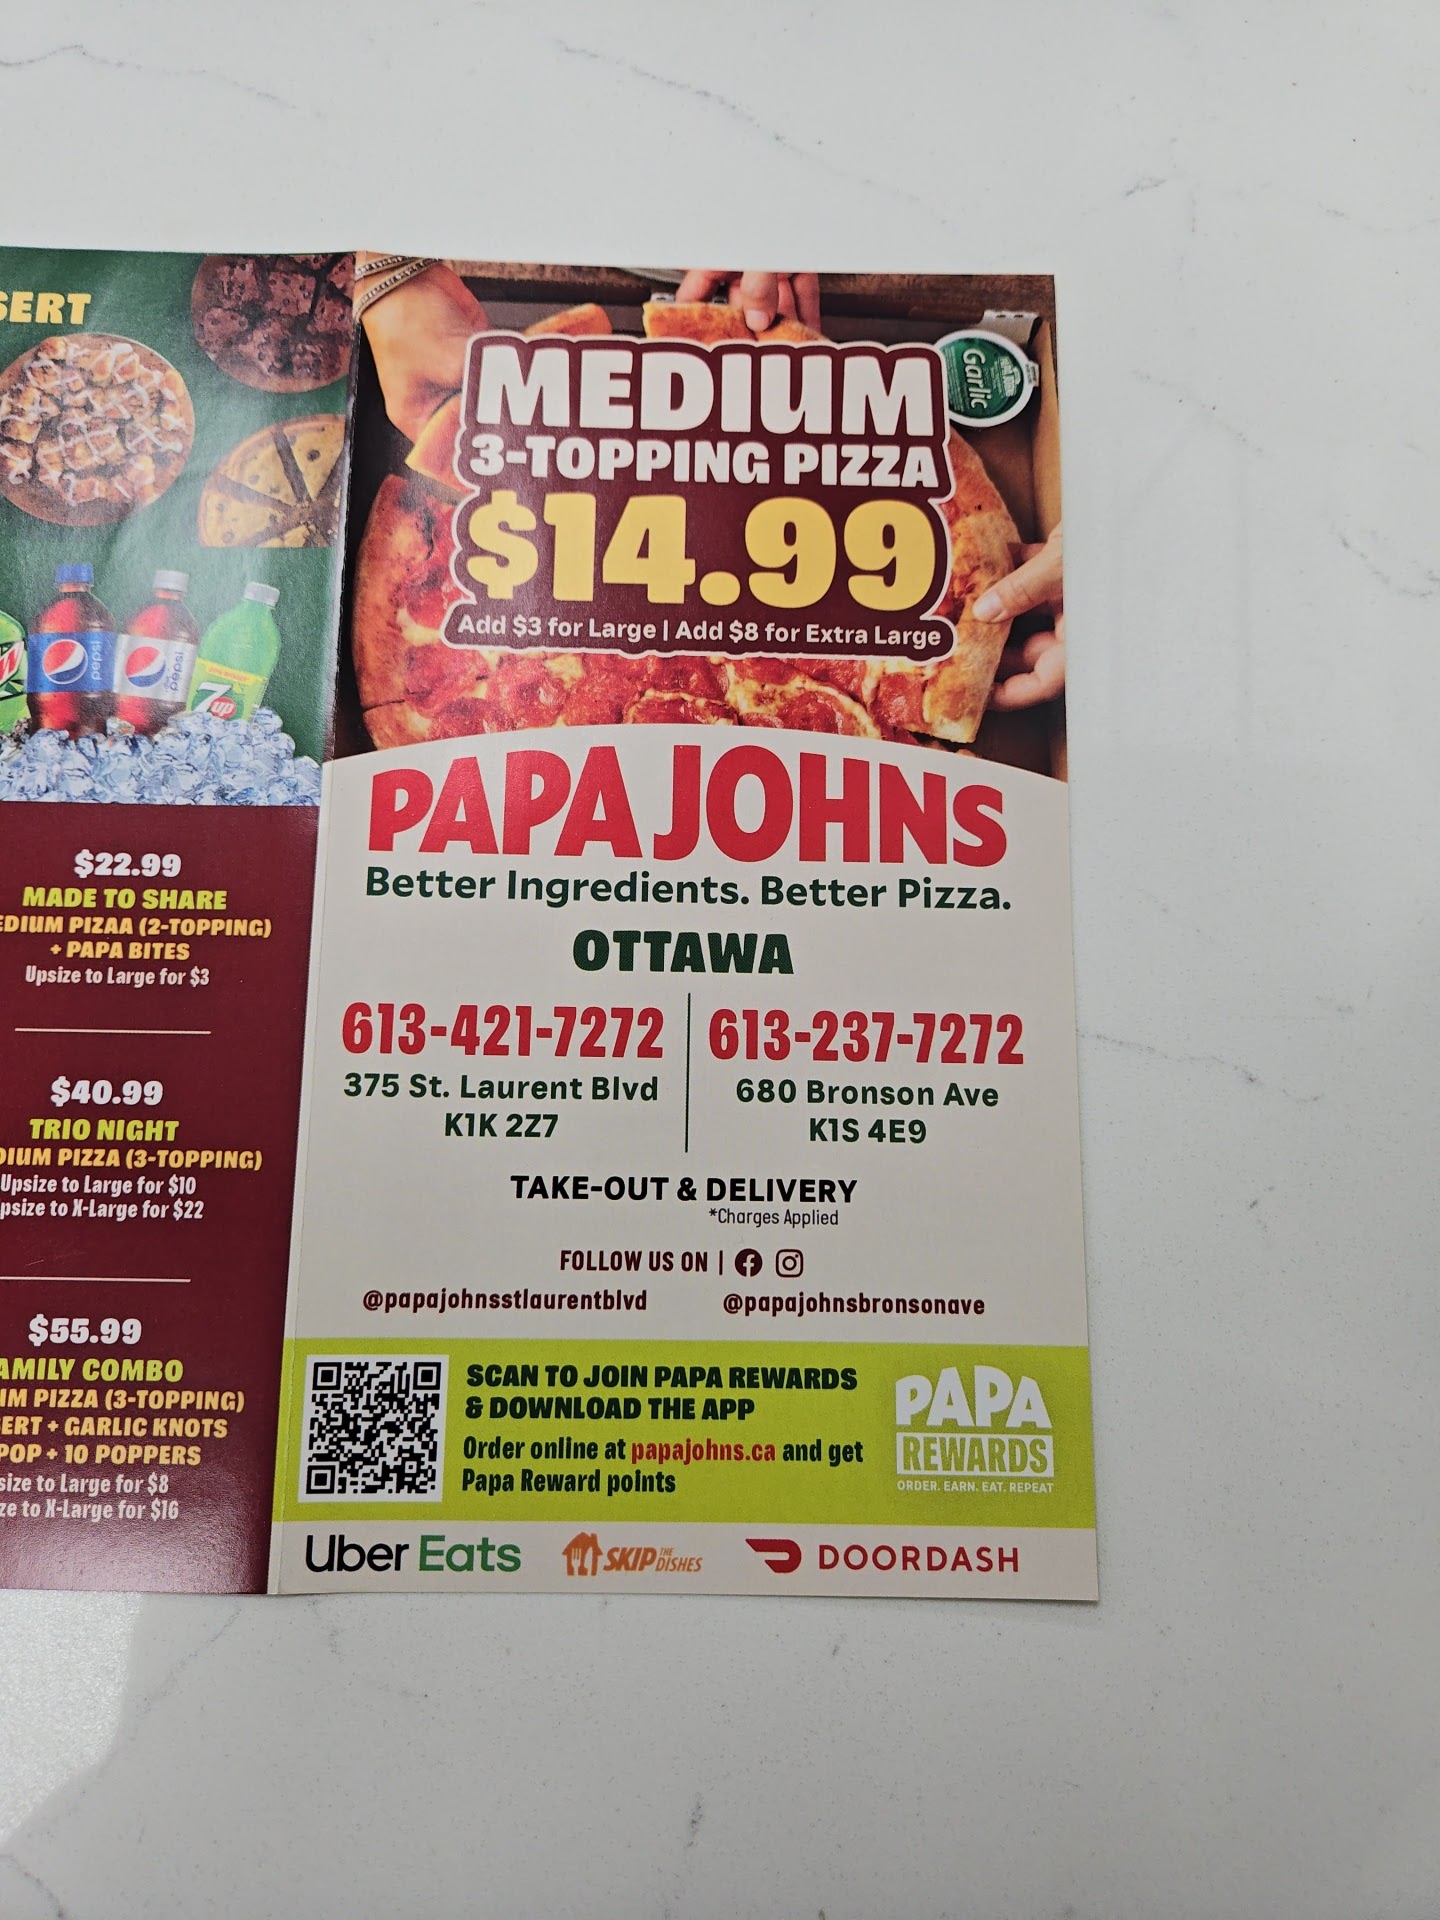 SERT
pepsi
pepsi
7up
$22.99
MADE TO SHARE
EDIUM PIZAA (2-TOPPING)
+ PAPA BITES
Upsize to Large for $3
$40.99
TRIO NIGHT
DIUM PIZZA (3-TOPPING)
Upsize to Large for $10
psize to X-Large for $22
$55.99
AMILY COMBO
IM PIZZA (3-TOPPING)
ERT + GARLIC KNOTS
POP + 10 POPPERS
size to Large for $8
ze to X-Large for $16
Garlic
MEDIUM
3-TOPPING PIZZA
$14.99
Add $3 for Large | Add $8 for Extra Large
PAPA JOHNS
Better Ingredients. Better Pizza.
OTTAWA
613-421-7272
375 St. Laurent Blvd
K1K 2Z7
613-237-7272
680 Bronson Ave
K1S 4E9
TAKE-OUT & DELIVERY
*Charges Applied
FOLLOW US ON |
@papajohnsstlaurentblvd
@papajohnsbronsonave
SCAN TO JOIN PAPA REWARDS
& DOWNLOAD THE APP
Order online at papajohns.ca and get
Papa Reward points
PAPA
REWARDS
ORDER. EARN. EAT. REPEAT
Uber Eats
SKIP THE DISHES
DOORDASH